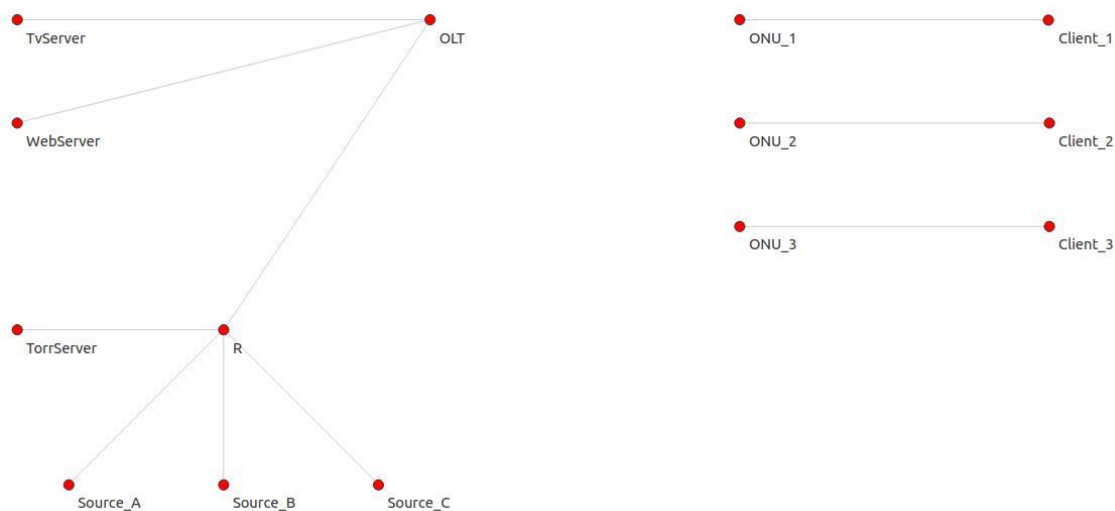 TvServer
OLT
ONU_1
Client_1
WebServer
ONU_2
Client_2
ONU_3
Client_3
TorrServer
R
Source_A
Source_B
Source_C